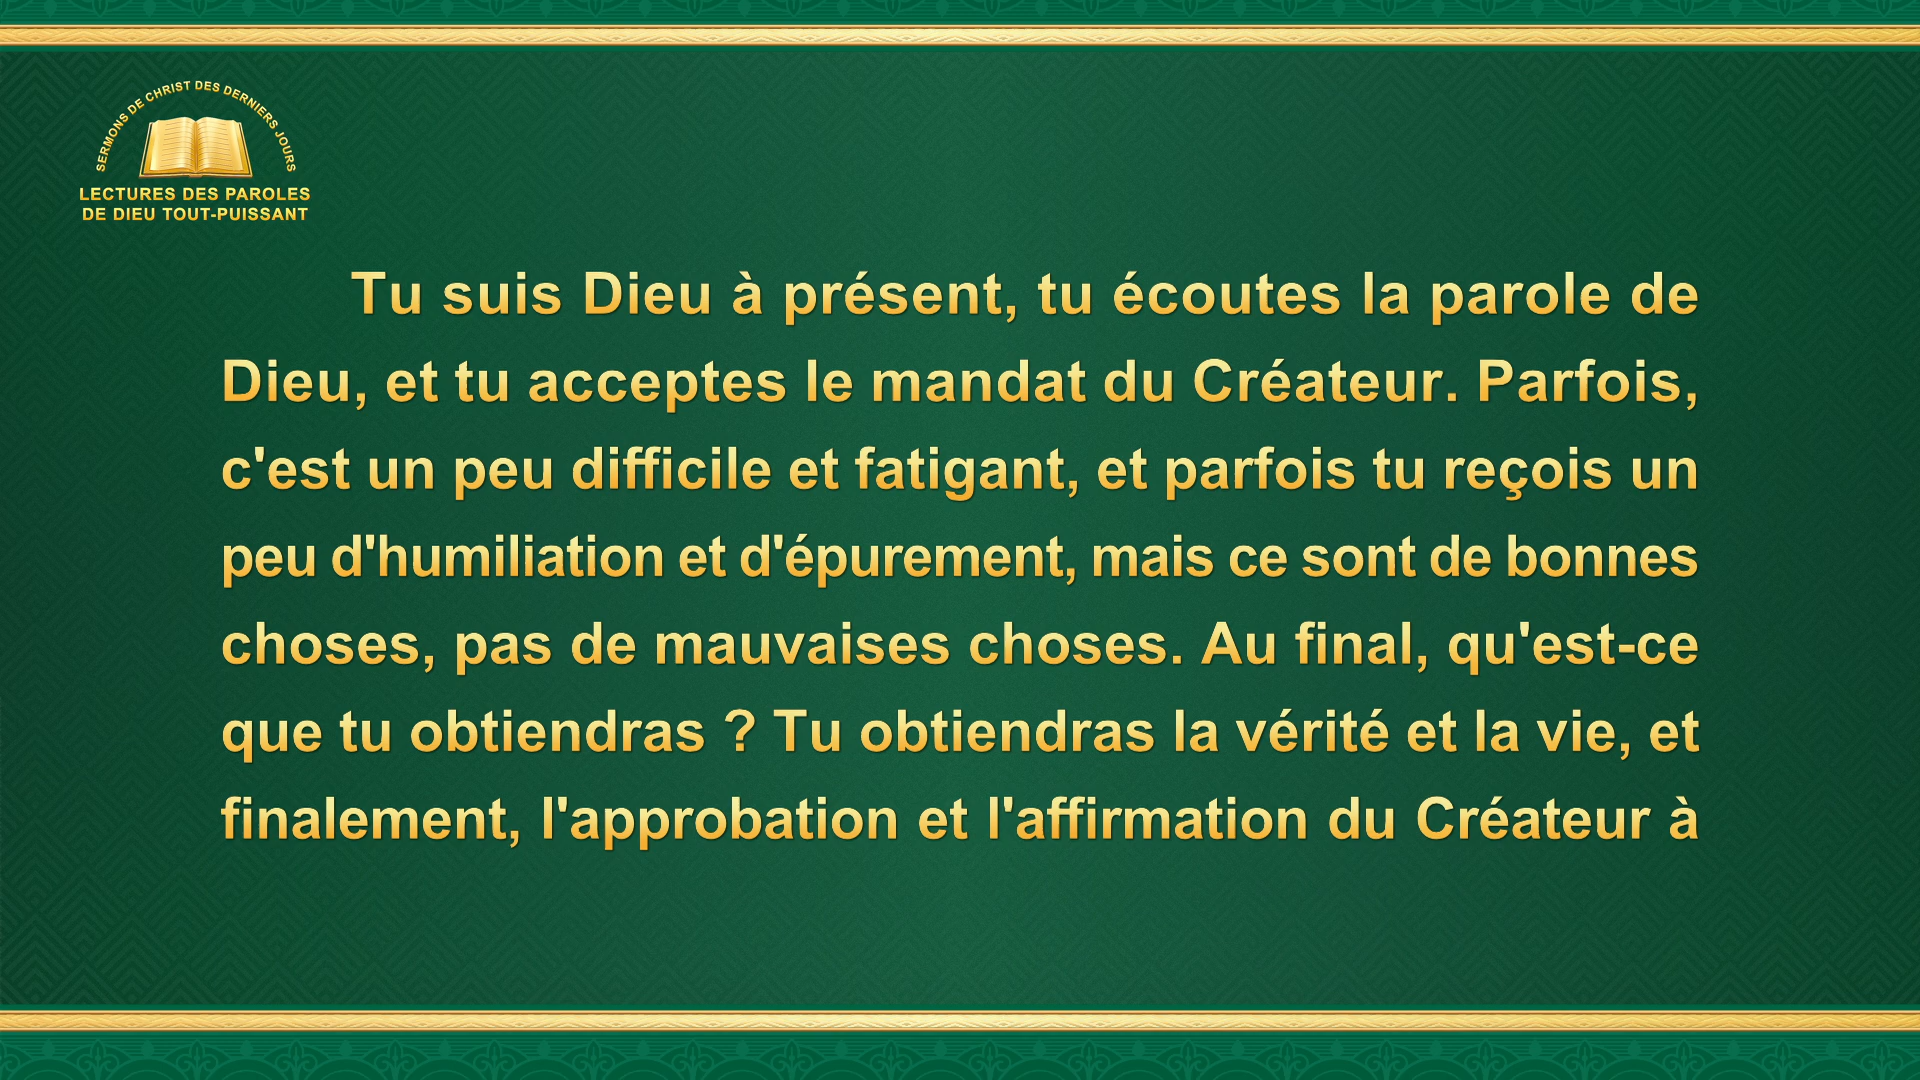 SERMONS DE CHRIST DES DERNIERS JOURS
LECTURES DES PAROLES
DE DIEU TOUT-PUISSANT
Tu suis Dieu à présent, tu écoutes la parole de
Dieu, et tu acceptes le mandat du Créateur. Parfois,
c'est un peu difficile et fatigant, et parfois tu reçois un
peu d'humiliation et d'épurement, mais ce sont de bonnes
choses, pas de mauvaises choses. Au final, qu'est-ce
que tu obtiendras ? Tu obtiendras la vérité et la vie, et
finalement, l'approbation et l'affirmation du Créateur à